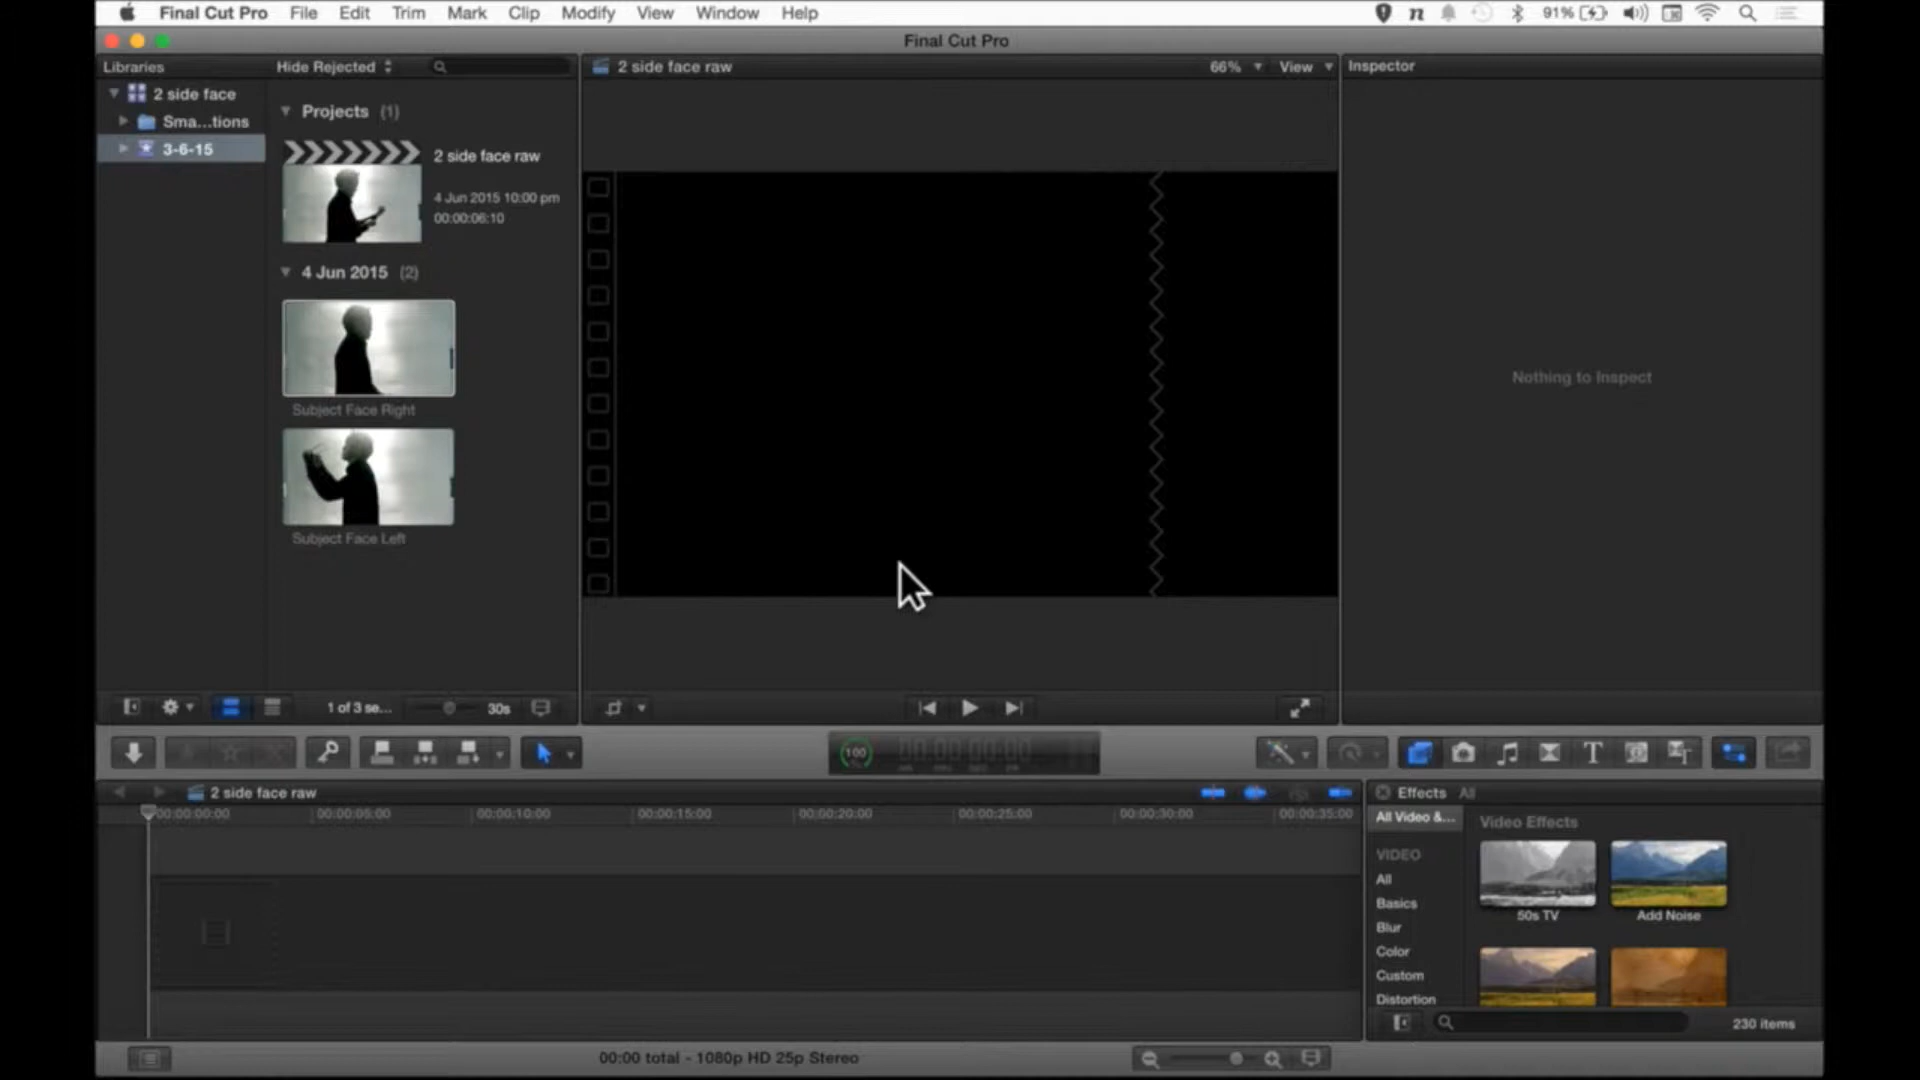 Final Cut Pro File Edit Trim Mark Clip Modify View Window Help 91%
Final Cut Pro
Libraries Hide Rejected 2 side face raw 66% View Inspector
2 side face
Sma...tions
3-6-15
Projects (1)
2 side face raw
4 Jun 2015 10:00 pm
00:00:06:10
4 Jun 2015 (2)
Subject Face Right
Subject Face Left
Nothing to Inspect
1 of 3 se... 30s
100
2 side face raw
00:00:00:00 00:00:05:00 00:00:10:00 00:00:15:00 00:00:20:00 00:00:25:00 00:00:30:00 00:00:35:00
Effects All
All Video &... Video Effects
VIDEO
All
Basics
Blur
Color
Custom
Distortion
50s TV Add Noise
230 items
00:00 total - 1080p HD 25p Stereo